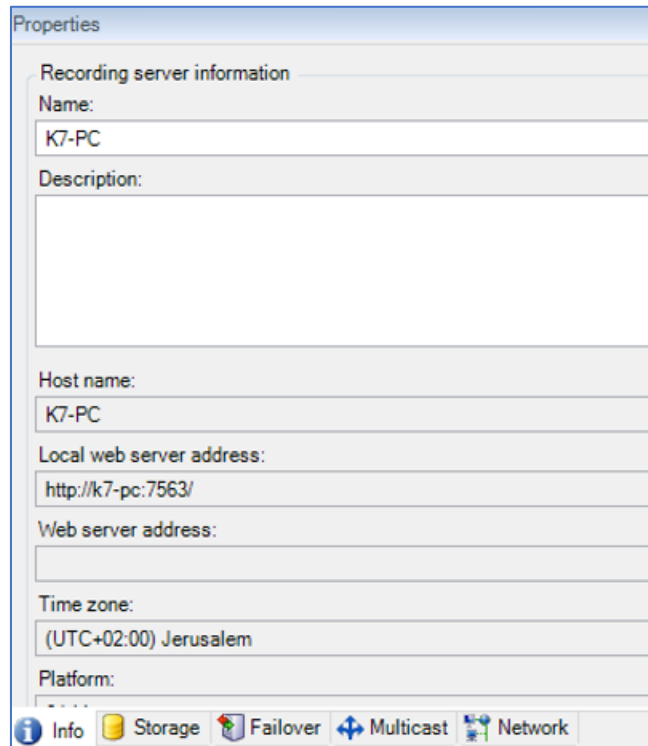 Properties
Recording server information
Name:
K7-PC
Description:
Host name:
K7-PC
Local web server address:
http://k7-pc:7563/
Web server address:
Time zone:
(UTC+02:00) Jerusalem
Platform:
Info Storage Failover Multicast Network